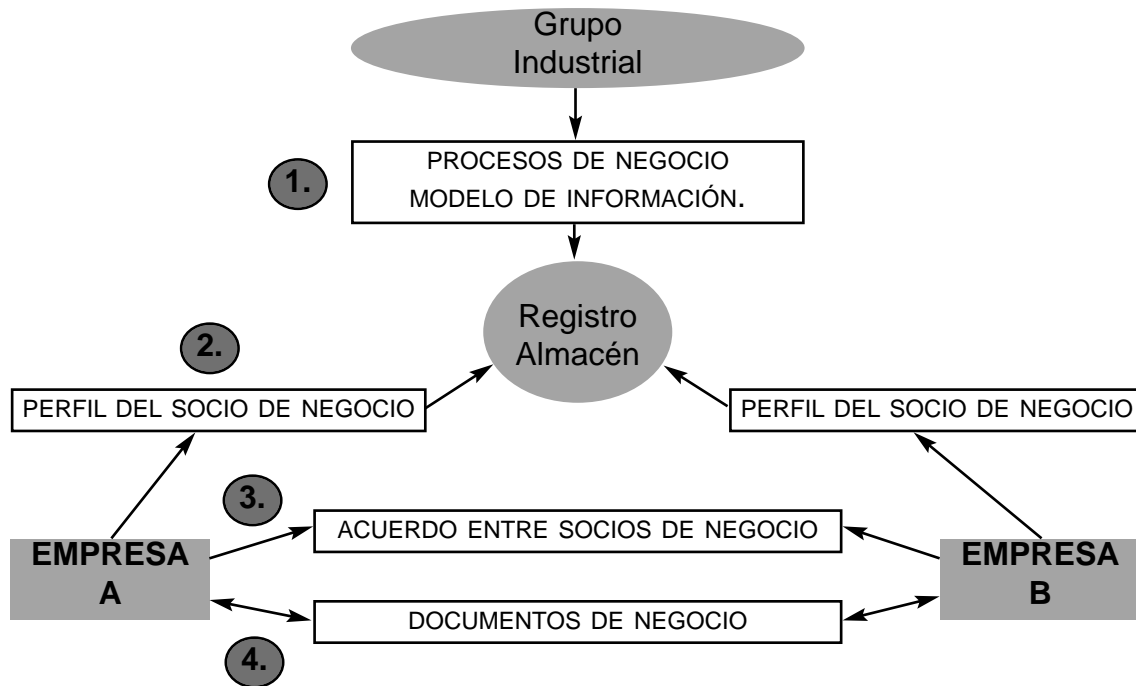 Grupo
Industrial
1.
PROCESOS DE NEGOCIO
MODELO DE INFORMACIÓN.
Registro
Almacén
2.
PERFIL DEL SOCIO DE NEGOCIO
PERFIL DEL SOCIO DE NEGOCIO
3.
ACUERDO ENTRE SOCIOS DE NEGOCIO
EMPRESA
A
EMPRESA
B
DOCUMENTOS DE NEGOCIO
4.